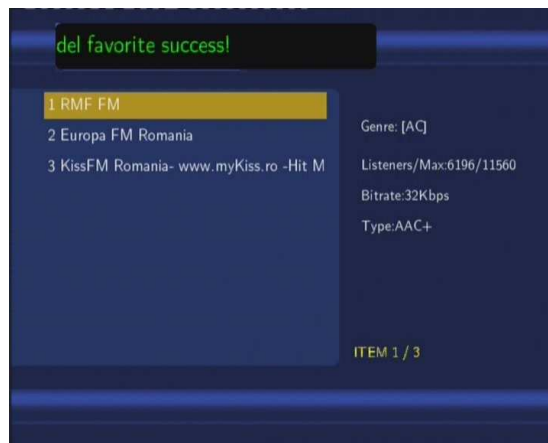 del favorite success!
1 RMF FM
2 Europa FM Romania
3 KissFM Romania- www.myKiss.ro -Hit M
Genre: [AC]
Listeners/Max:6196/11560
Bitrate:32Kbps
Type:AAC+
ITEM 1 / 3